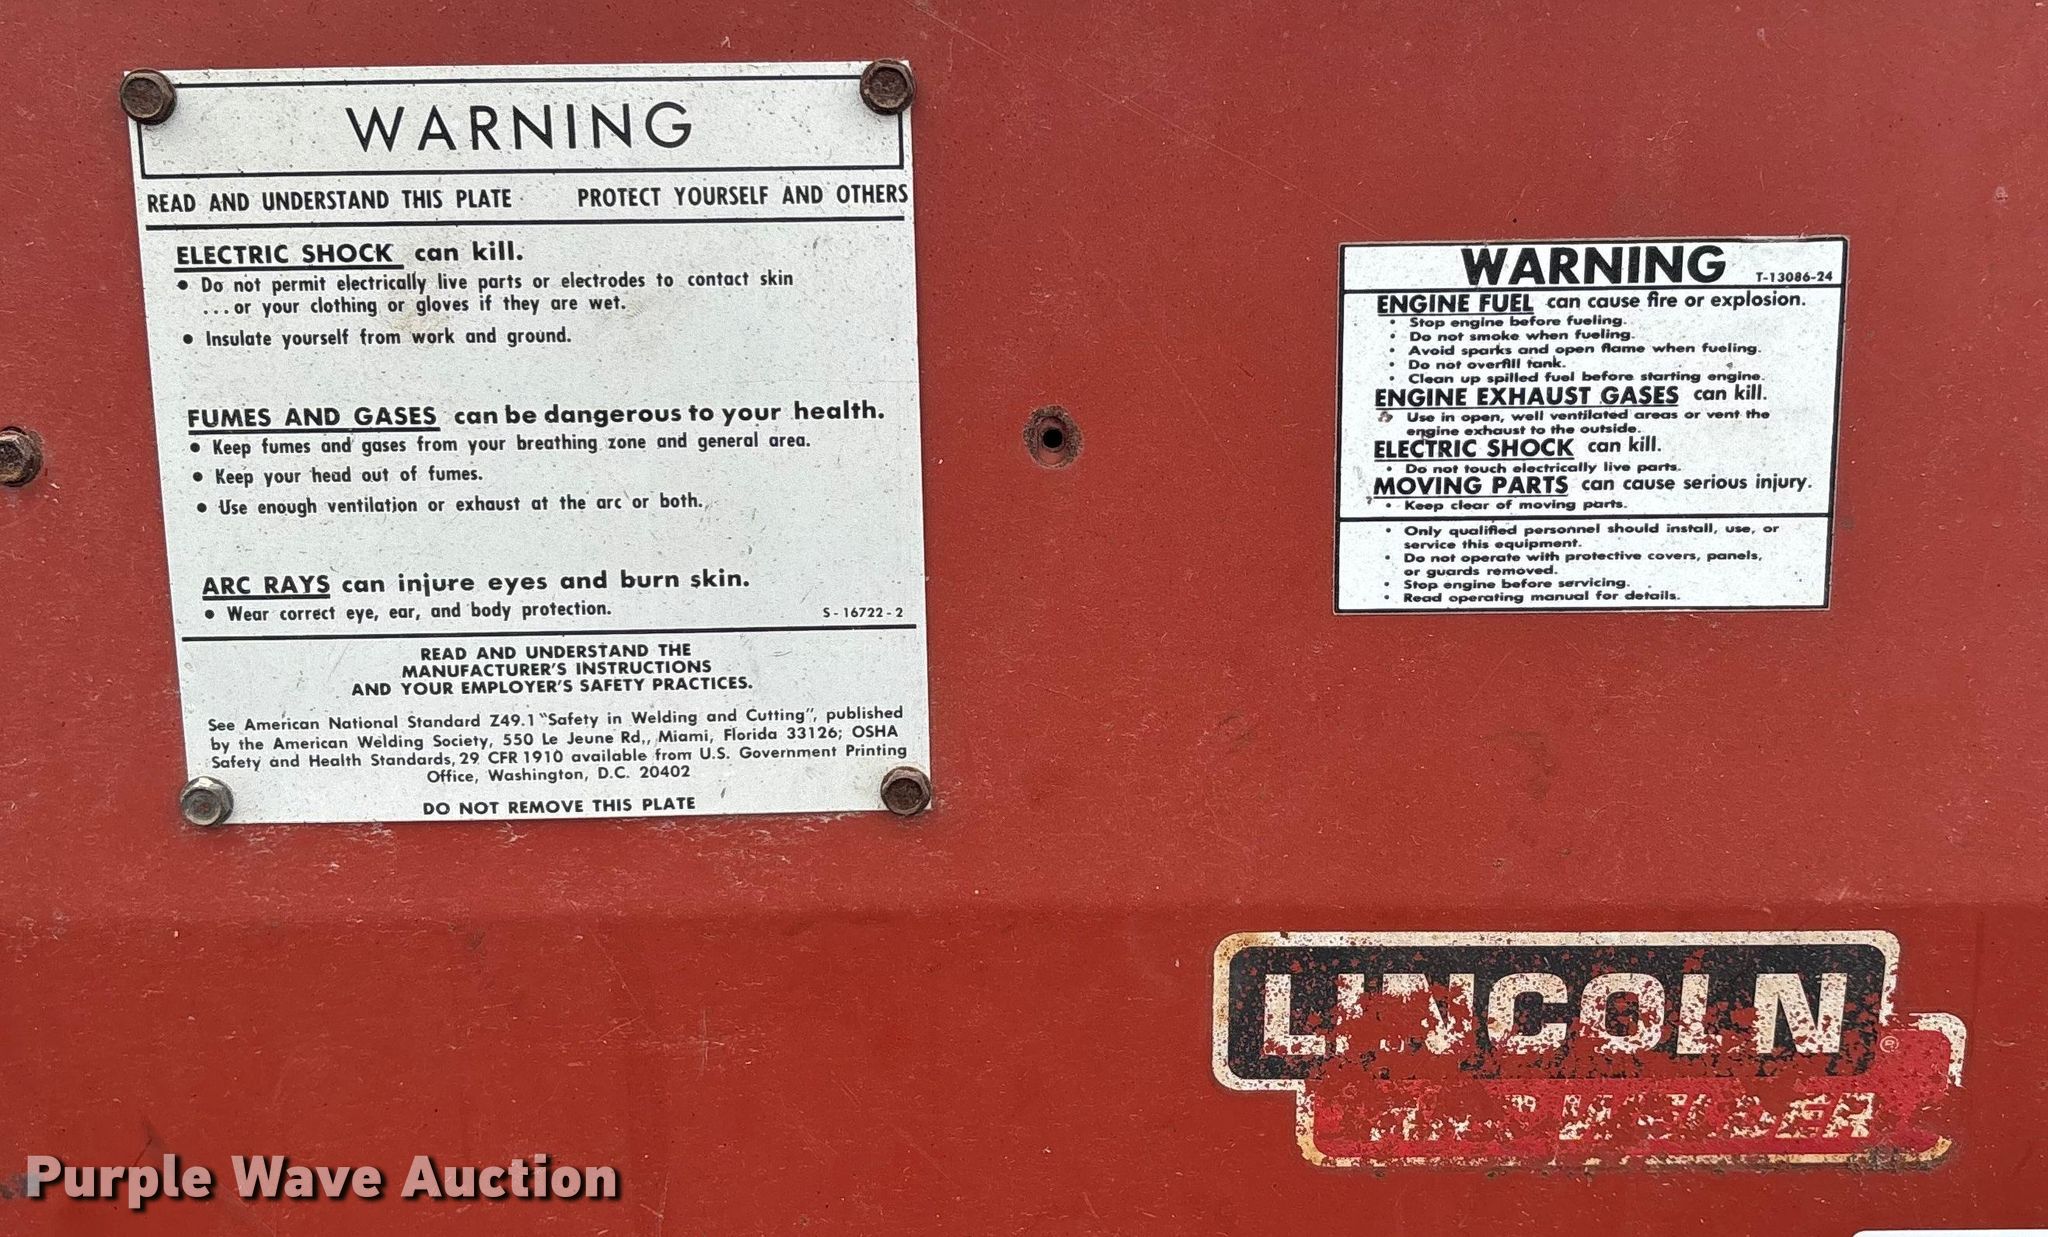 WARNING
READ AND UNDERSTAND THIS PLATE PROTECT YOURSELF AND OTHERS
ELECTRIC SHOCK can kill.
• Do not permit electrically live parts or electrodes to contact skin
...or your clothing or gloves if they are wet.
• Insulate yourself from work and ground.
FUMES AND GASES can be dangerous to your health.
• Keep fumes and gases from your breathing zone and general area.
• Keep your head out of fumes.
• Use enough ventilation or exhaust at the arc or both.
ARC RAYS can injure eyes and burn skin.
• Wear correct eye, ear, and body protection. S-16722-2
READ AND UNDERSTAND THE
MANUFACTURER'S INSTRUCTIONS
AND YOUR EMPLOYER'S SAFETY PRACTICES.
See American National Standard Z49.1 "Safety in Welding and Cutting", published
by the American Welding Society, 550 Le Jeune Rd., Miami, Florida 33126; OSHA
Safety and Health Standards, 29 CFR 1910 available from U.S. Government Printing
Office, Washington, D.C. 20402
DO NOT REMOVE THIS PLATE
WARNING T-13086-24
ENGINE FUEL can cause fire or explosion.
• Stop engine before fueling.
• Do not smoke when fueling.
• Avoid sparks and open flame when fueling.
• Do not overfill tank.
• Clean up spilled fuel before starting engine.
ENGINE EXHAUST GASES can kill.
• Use in open, well ventilated areas or vent the
engine exhaust to the outside.
ELECTRIC SHOCK can kill.
• Do not touch electrically live parts.
MOVING PARTS can cause serious injury.
• Keep clear of moving parts.
• Only qualified personnel should install, use, or
service this equipment.
• Do not operate with protective covers, panels,
or guards removed.
• Stop engine before servicing.
• Read operating manual for details.
LINCOLN ®
WELDER
Purple Wave Auction